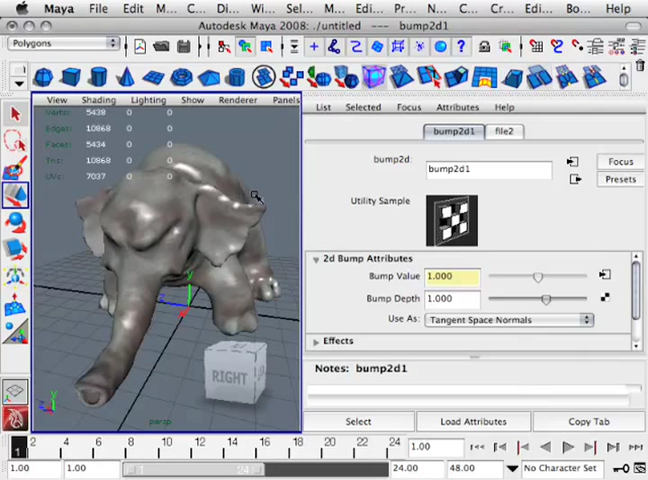 Maya File Edit M... C... Di... E... Pr... N... P... C... Bo... Help
Autodesk Maya 2008: ./untitled --- bump2d1
Polygons
View Shading Lighting Show Renderer Panels
Verts: 5438 0 0
Edges: 10868 0 0
Faces: 5434 0 0
Tris: 10868 0 0
UVs: 7037 0 0
y
z
RIGHT
y
z
persp
List Selected Focus Attributes Help
bump2d1 file2
bump2d: bump2d1
Focus
Presets
Utility Sample
2d Bump Attributes
Bump Value 1.000
Bump Depth 1.000
Use As: Tangent Space Normals
Effects
Notes: bump2d1
Select Load Attributes Copy Tab
1 2 4 6 8 10 12 14 16 18 20 22 24 1.00
1.00 1.00 1 24 24.00 48.00 No Character Set